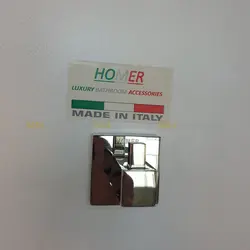 HOMER
LUXURY BATHROOM ACCESSORIES
MADE IN ITALY